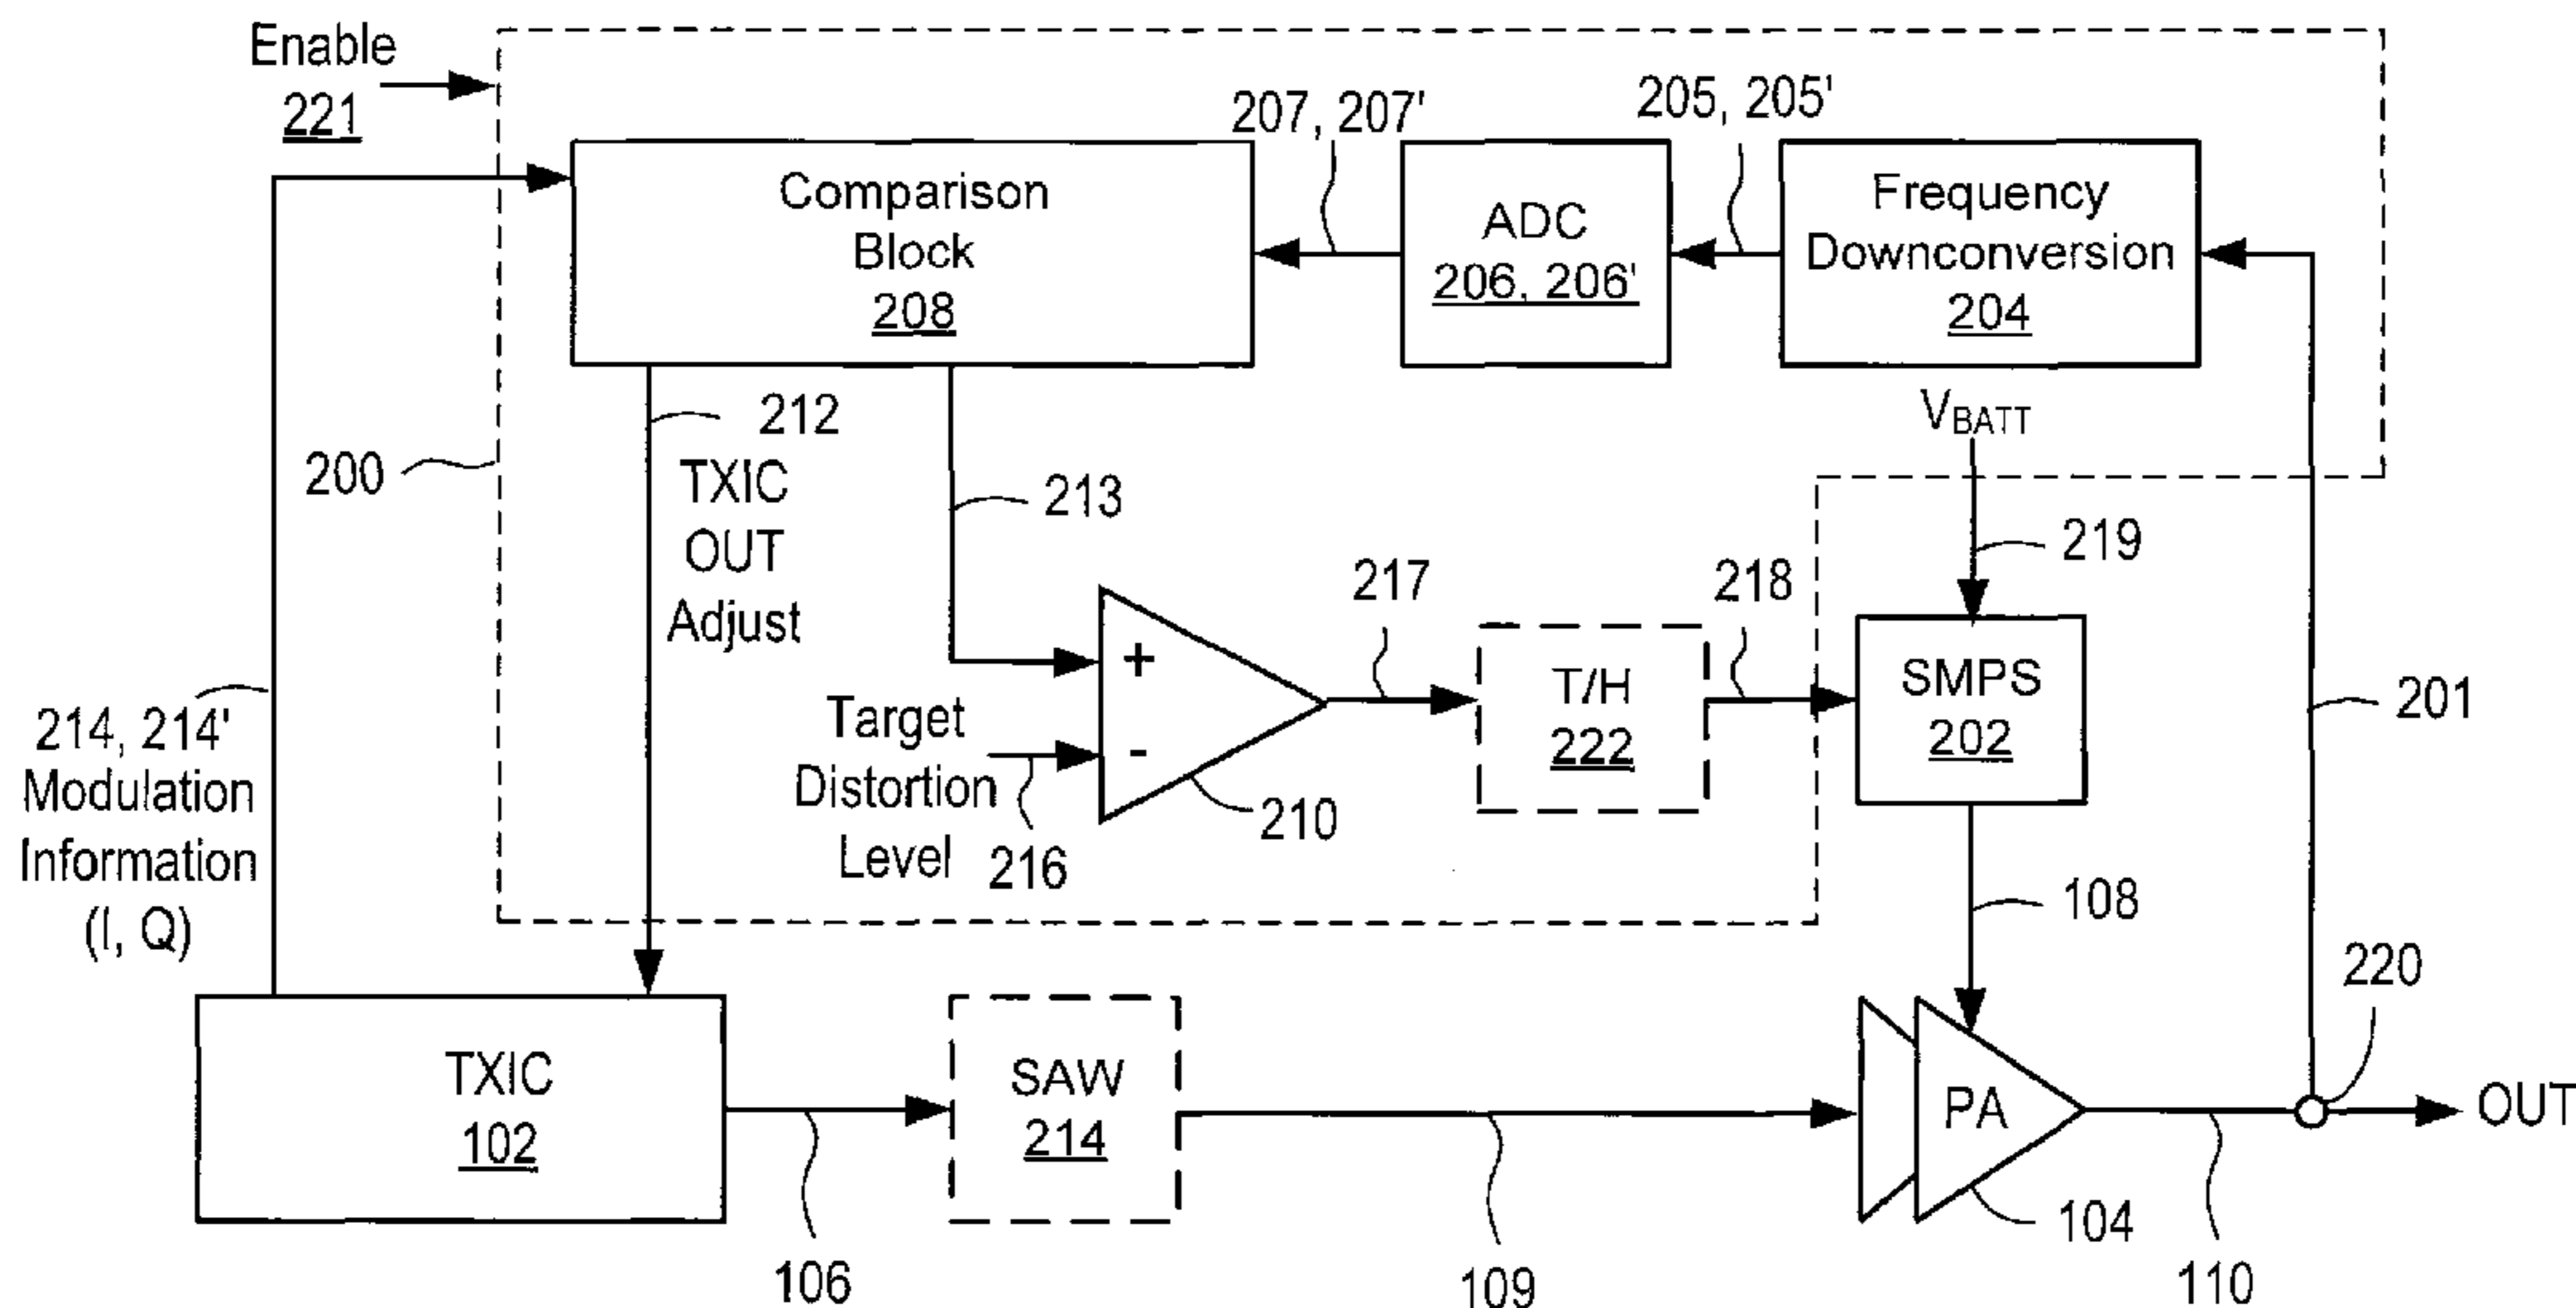 Enable
221
207, 207'
205, 205'
Comparison
Block
208
ADC
206, 206'
Frequency
Downconversion
204
200
212
TXIC
OUT
Adjust
213
V_BATT
219
217
218
+
-
Target
Distortion
Level
216
210
T/H
222
SMPS
202
201
214, 214'
Modulation
Information
(I, Q)
108
220
TXIC
102
SAW
214
PA
OUT
106
109
104
110